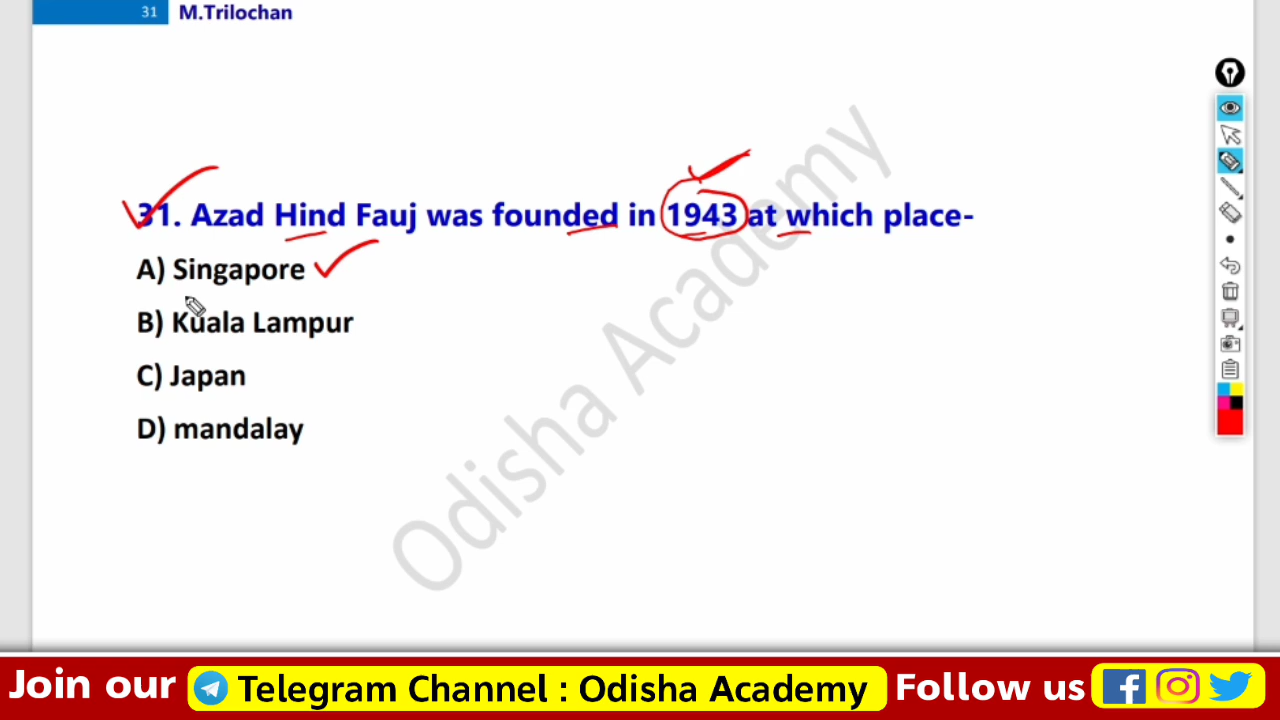 31 M.Trilochan
31. Azad Hind Fauj was founded in 1943 at which place-
A) Singapore
B) Kuala Lampur
C) Japan
D) mandalay
Odisha Academy
Join our Telegram Channel : Odisha Academy Follow us